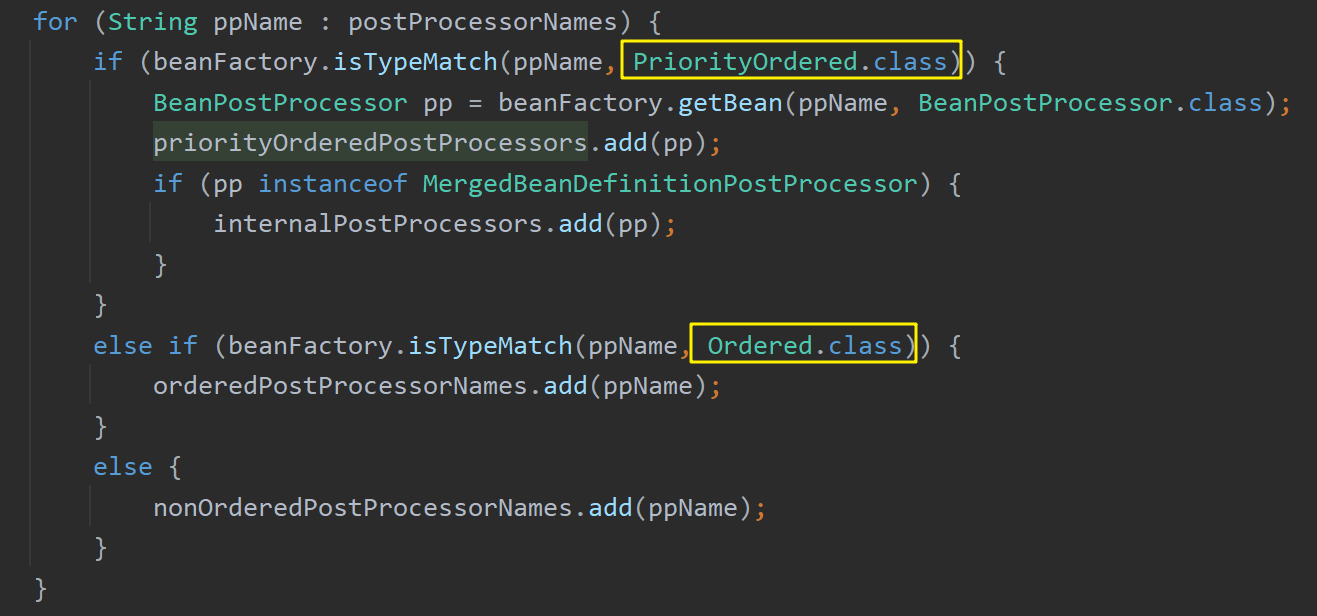 for (String ppName : postProcessorNames) {
    if (beanFactory.isTypeMatch(ppName, PriorityOrdered.class)) {
        BeanPostProcessor pp = beanFactory.getBean(ppName, BeanPostProcessor.class);
        priorityOrderedPostProcessors.add(pp);
        if (pp instanceof MergedBeanDefinitionPostProcessor) {
            internalPostProcessors.add(pp);
        }
    }
    else if (beanFactory.isTypeMatch(ppName, Ordered.class)) {
        orderedPostProcessorNames.add(ppName);
    }
    else {
        nonOrderedPostProcessorNames.add(ppName);
    }
}